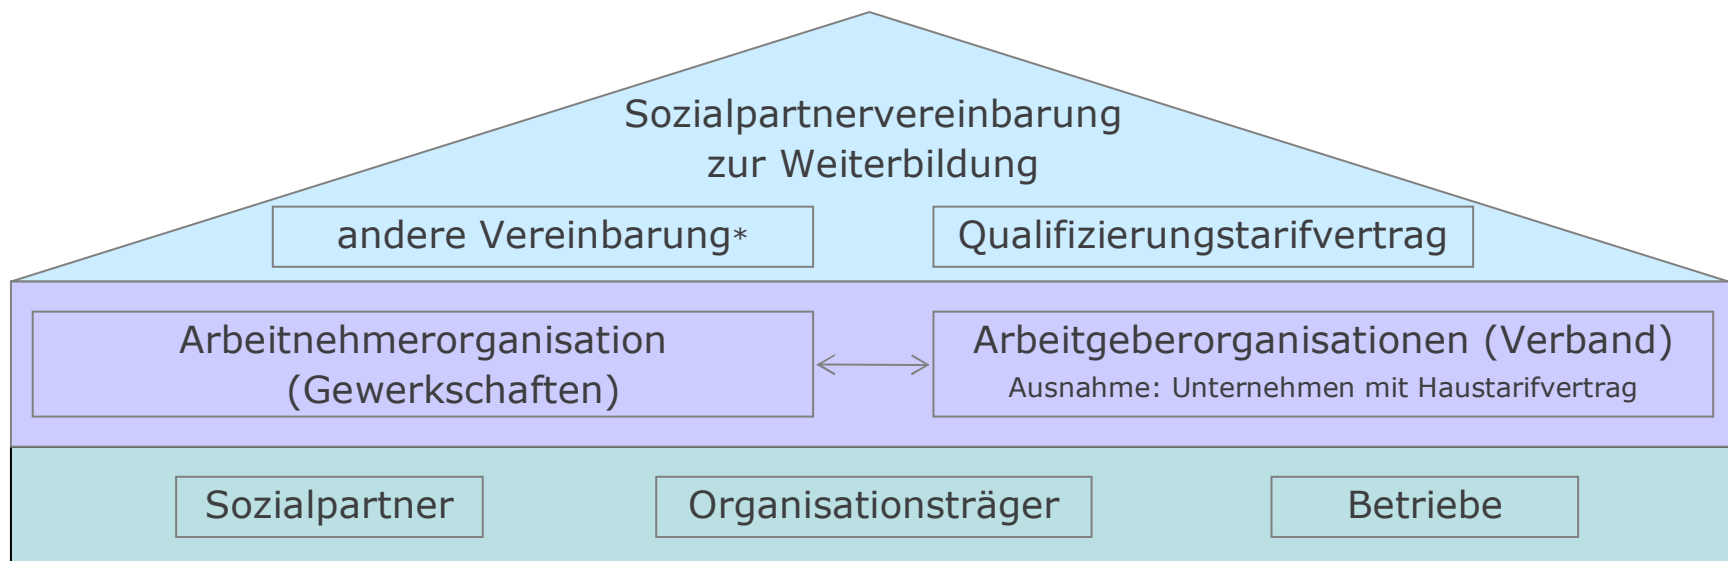 Sozialpartnervereinbarung
zur Weiterbildung
andere Vereinbarung*
Qualifizierungstarifvertrag
Arbeitnehmerorganisation
(Gewerkschaften)
Arbeitgeberorganisationen (Verband)
Ausnahme: Unternehmen mit Haustarifvertrag
Sozialpartner
Organisationsträger
Betriebe